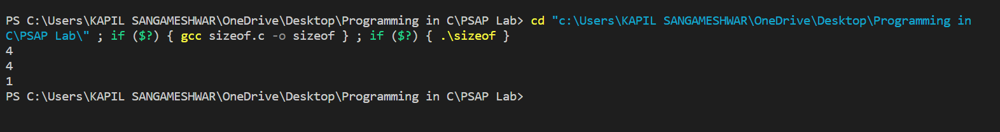 PS C:\Users\KAPIL SANGAMESHWAR\OneDrive\Desktop\Programming in C\PSAP Lab> cd "c:\Users\KAPIL SANGAMESHWAR\OneDrive\Desktop\Programming in
C\PSAP Lab\" ; if ($?) { gcc sizeof.c -o sizeof } ; if ($?) { .\sizeof }
4
4
1
PS C:\Users\KAPIL SANGAMESHWAR\OneDrive\Desktop\Programming in C\PSAP Lab>